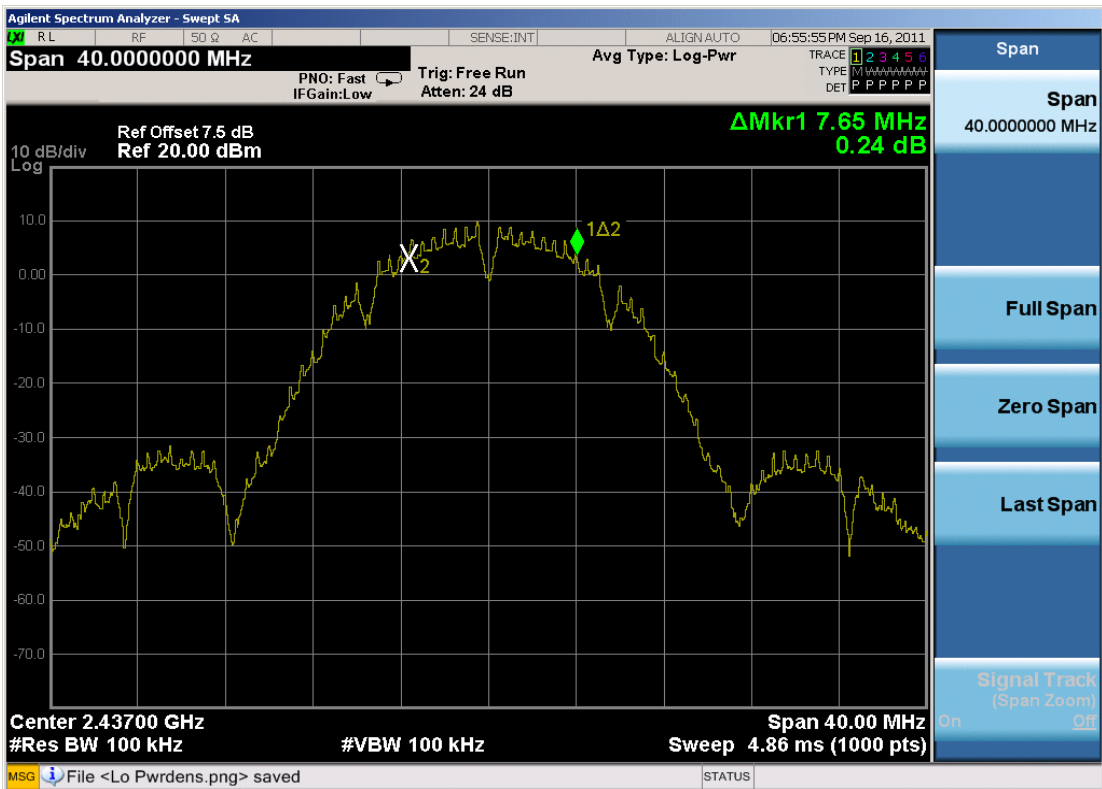 Agilent Spectrum Analyzer - Swept SA
LXI RL RF 50 Ω AC SENSE:INT ALIGN AUTO 06:55:55 PM Sep 16, 2011
Span 40.0000000 MHz
PNO: Fast
IFGain:Low
Trig: Free Run
Atten: 24 dB
Avg Type: Log-Pwr
TRACE 1 2 3 4 5 6
TYPE M W W W W W
DET P P P P P P
ΔMkr1 7.65 MHz
0.24 dB
Ref Offset 7.5 dB
Ref 20.00 dBm
10 dB/div
Log
10.0
0.00
-10.0
-20.0
-30.0
-40.0
-50.0
-60.0
-70.0
1Δ2
X2
Center 2.43700 GHz
Span 40.00 MHz
#Res BW 100 kHz
#VBW 100 kHz
Sweep 4.86 ms (1000 pts)
MSG File <Lo Pwrdens.png> saved
STATUS
Span
Span
40.0000000 MHz
Full Span
Zero Span
Last Span
Signal Track
(Span Zoom)
On Off